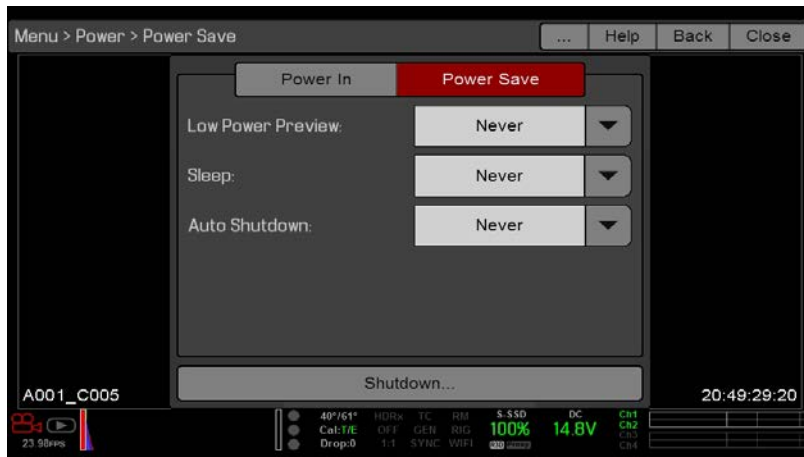 Menu > Power > Power Save
... Help Back Close
Power In Power Save
Low Power Preview: Never
Sleep: Never
Auto Shutdown: Never
Shutdown...
A001_C005 20:49:29:20
40°/61° HDRx TC RM S-SSD DC Ch1
Cal:T/E OFF GEN RIG 100% 14.8V Ch2
Drop:0 1:1 SYNC WIFI Ch3
23.98FPS Ch4